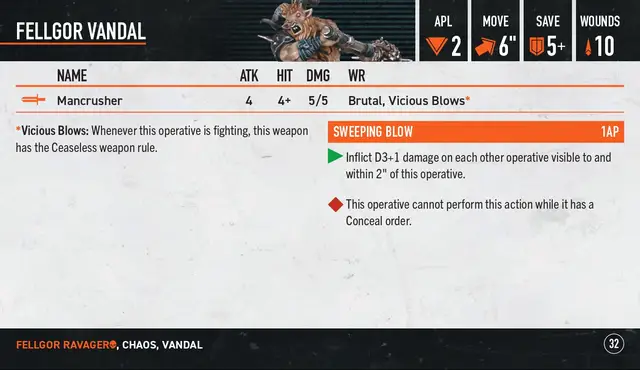 FELLGOR VANDAL
APL
2
MOVE
6"
SAVE
5+
WOUNDS
10
NAME ATK HIT DMG WR
Mancrusher 4 4+ 5/5 Brutal, Vicious Blows*
*Vicious Blows: Whenever this operative is fighting, this weapon
has the Ceaseless weapon rule.
SWEEPING BLOW 1AP
Inflict D3+1 damage on each other operative visible to and
within 2" of this operative.
This operative cannot perform this action while it has a
Conceal order.
FELLGOR RAVAGER, CHAOS, VANDAL
32